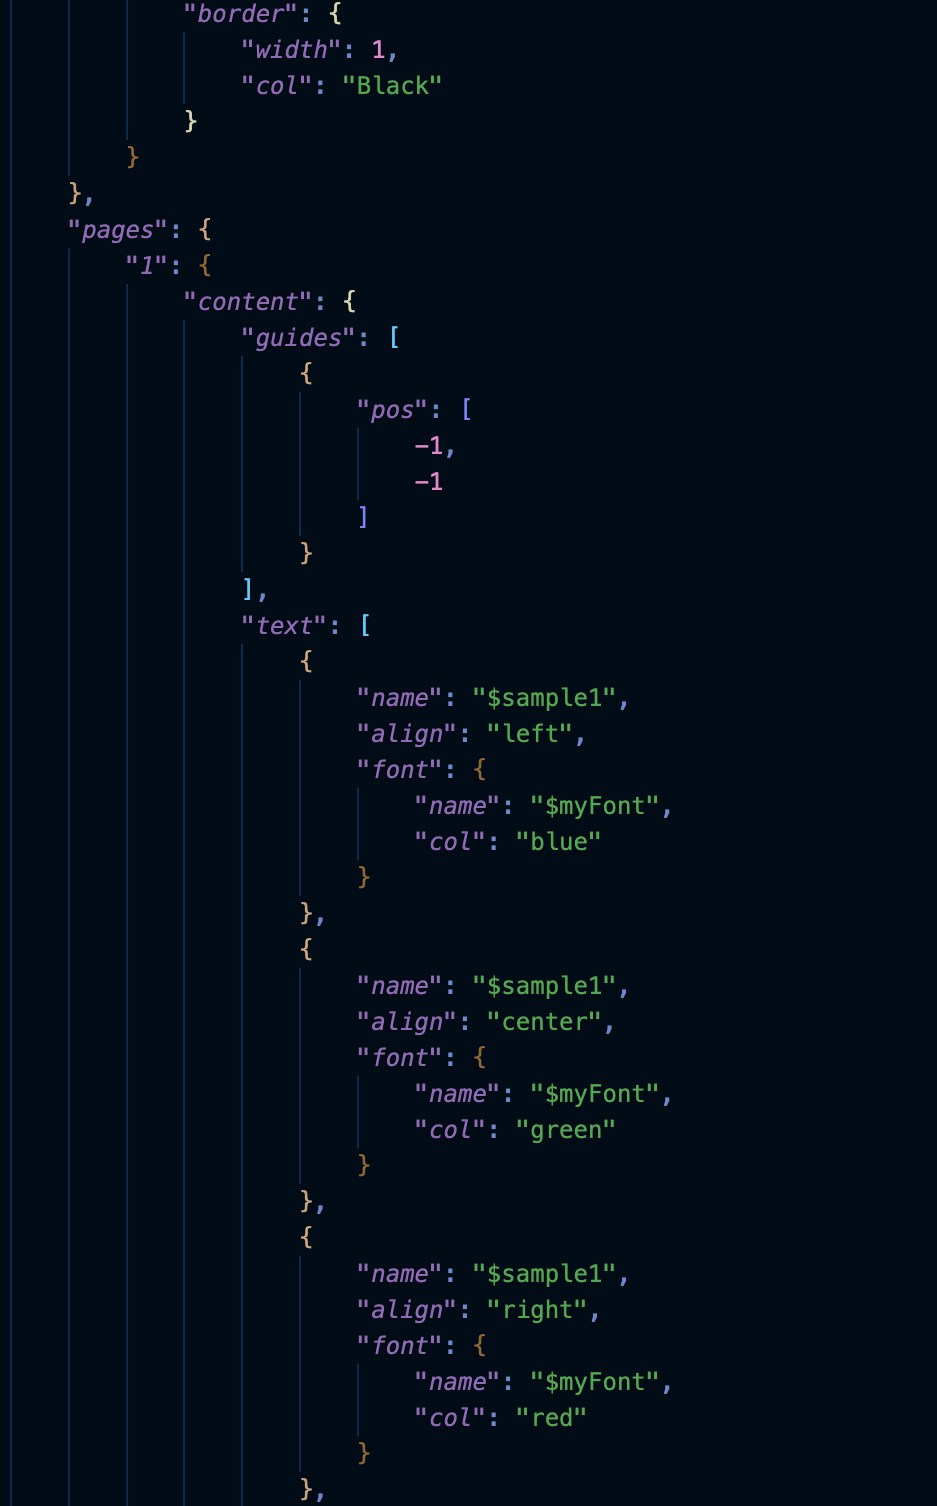 "border": {
"width": 1,
"col": "Black"
}
}
},
"pages": {
"1": {
"content": {
"guides": [
{
"pos": [
-1,
-1
]
}
],
"text": [
{
"name": "$sample1",
"align": "left",
"font": {
"name": "$myFont",
"col": "blue"
}
},
{
"name": "$sample1",
"align": "center",
"font": {
"name": "$myFont",
"col": "green"
}
},
{
"name": "$sample1",
"align": "right",
"font": {
"name": "$myFont",
"col": "red"
}
},